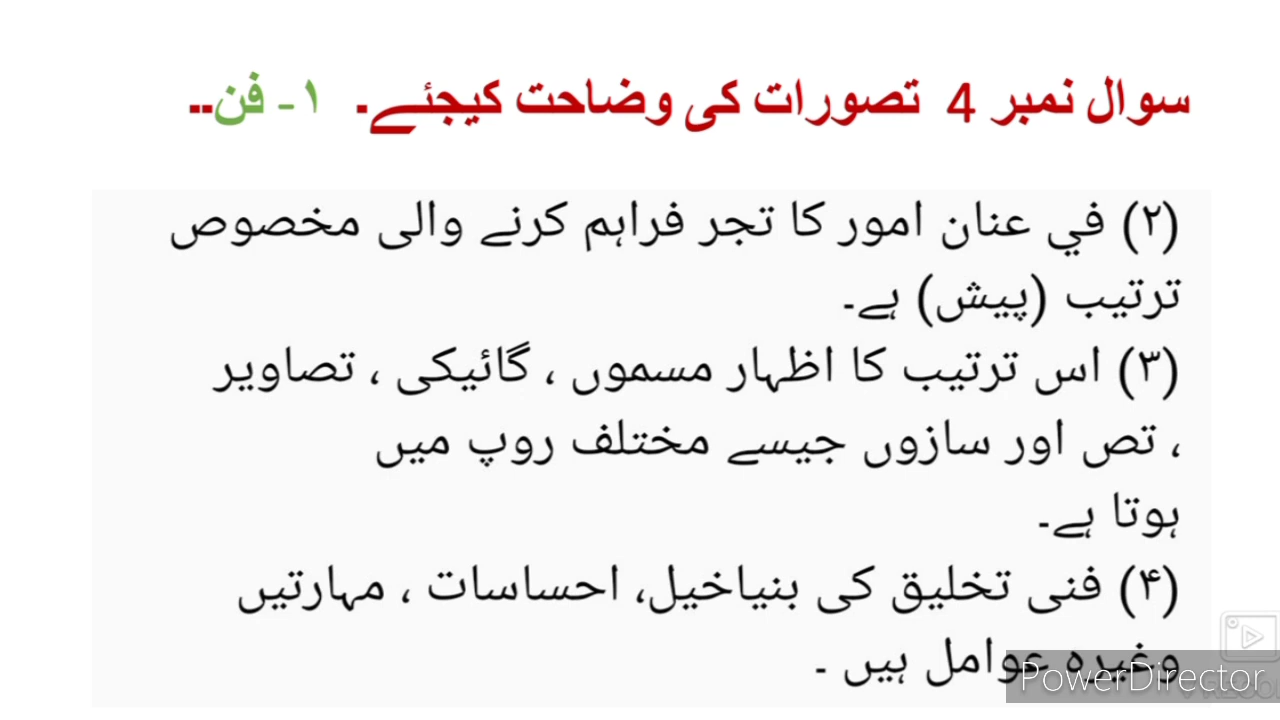 سوال نمبر 4 تصورات کی وضاحت کیجئے۔ ۱- فن..
(۲) في عنان امور کا تجر فراہم کرنے والی مخصوص
ترتیب (پیش) ہے۔
(۳) اس ترتیب کا اظہار مسموں ، گائیکی ، تصاویر
، تص اور سازوں جیسے مختلف روپ میں
ہوتا ہے۔
(۴) فنی تخلیق کی بنیاخیل، احساسات ، مہارتیں
وغیرہ عوامل ہیں ۔
PowerDirector